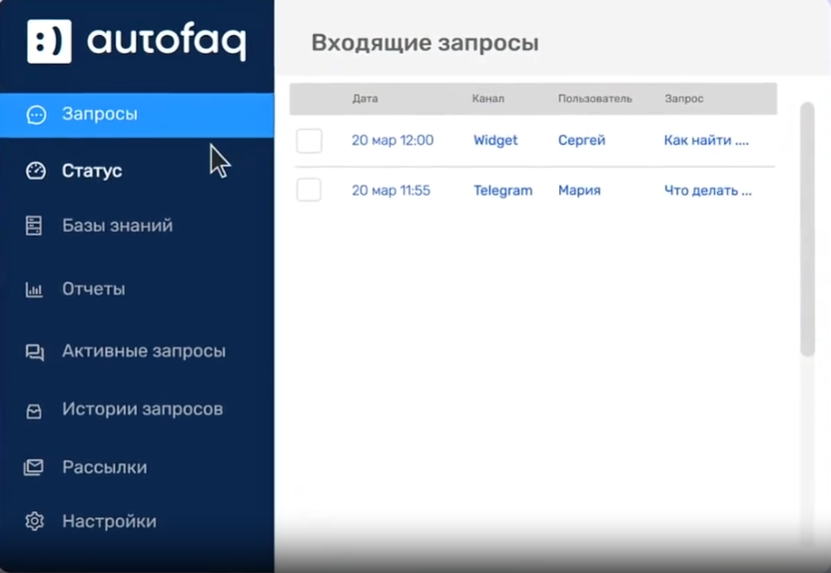 :) autofaq
Входящие запросы
Дата Канал Пользователь Запрос
Запросы
20 мар 12:00 Widget Сергей Как найти ....
Статус
20 мар 11:55 Telegram Мария Что делать ...
Базы знаний
Отчеты
Активные запросы
Истории запросов
Рассылки
Настройки